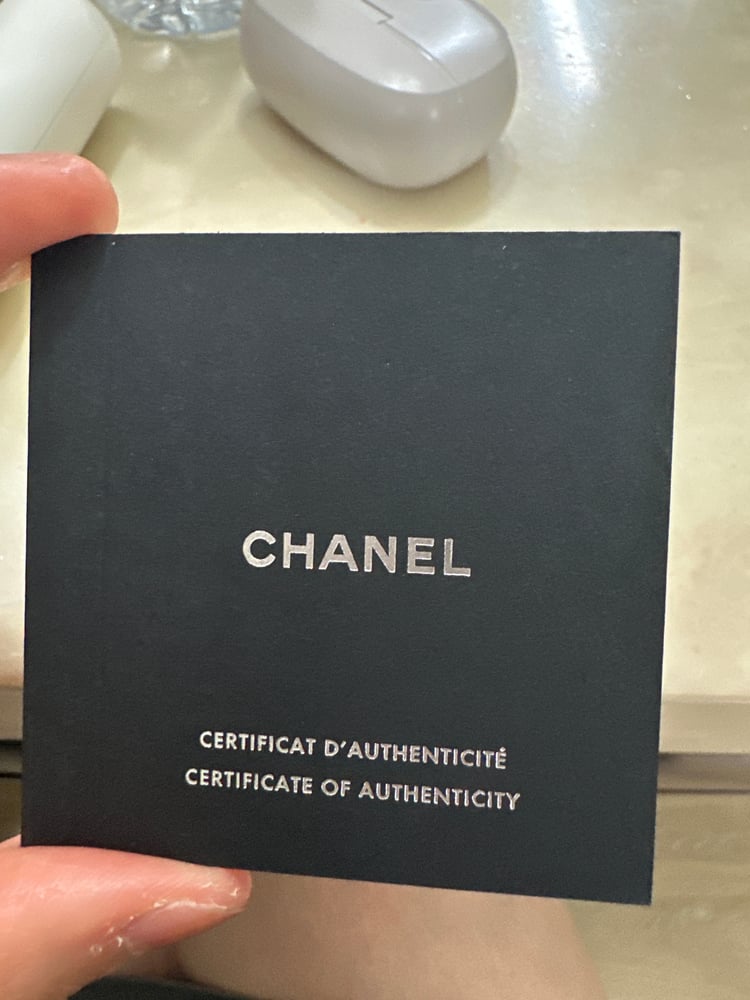 CHANEL
CERTIFICAT D'AUTHENTICITÉ
CERTIFICATE OF AUTHENTICITY